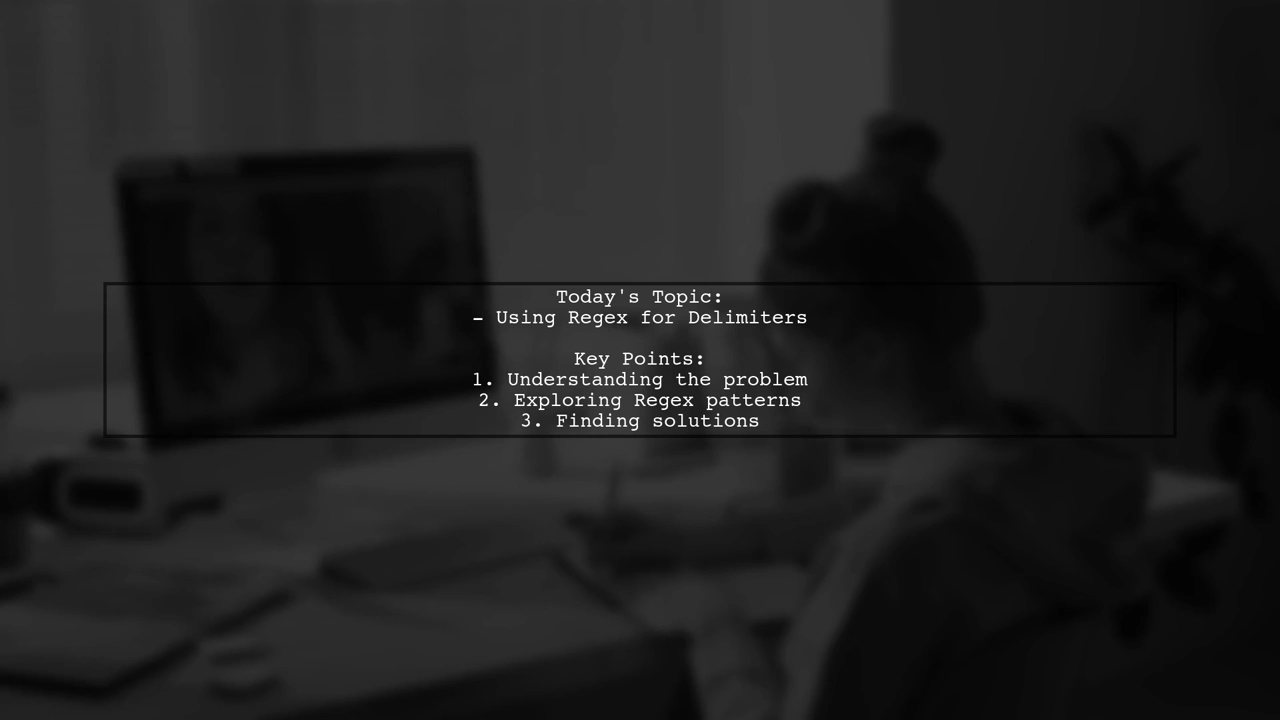 Today's Topic:
- Using Regex for Delimiters
Key Points:
1. Understanding the problem
2. Exploring Regex patterns
3. Finding solutions